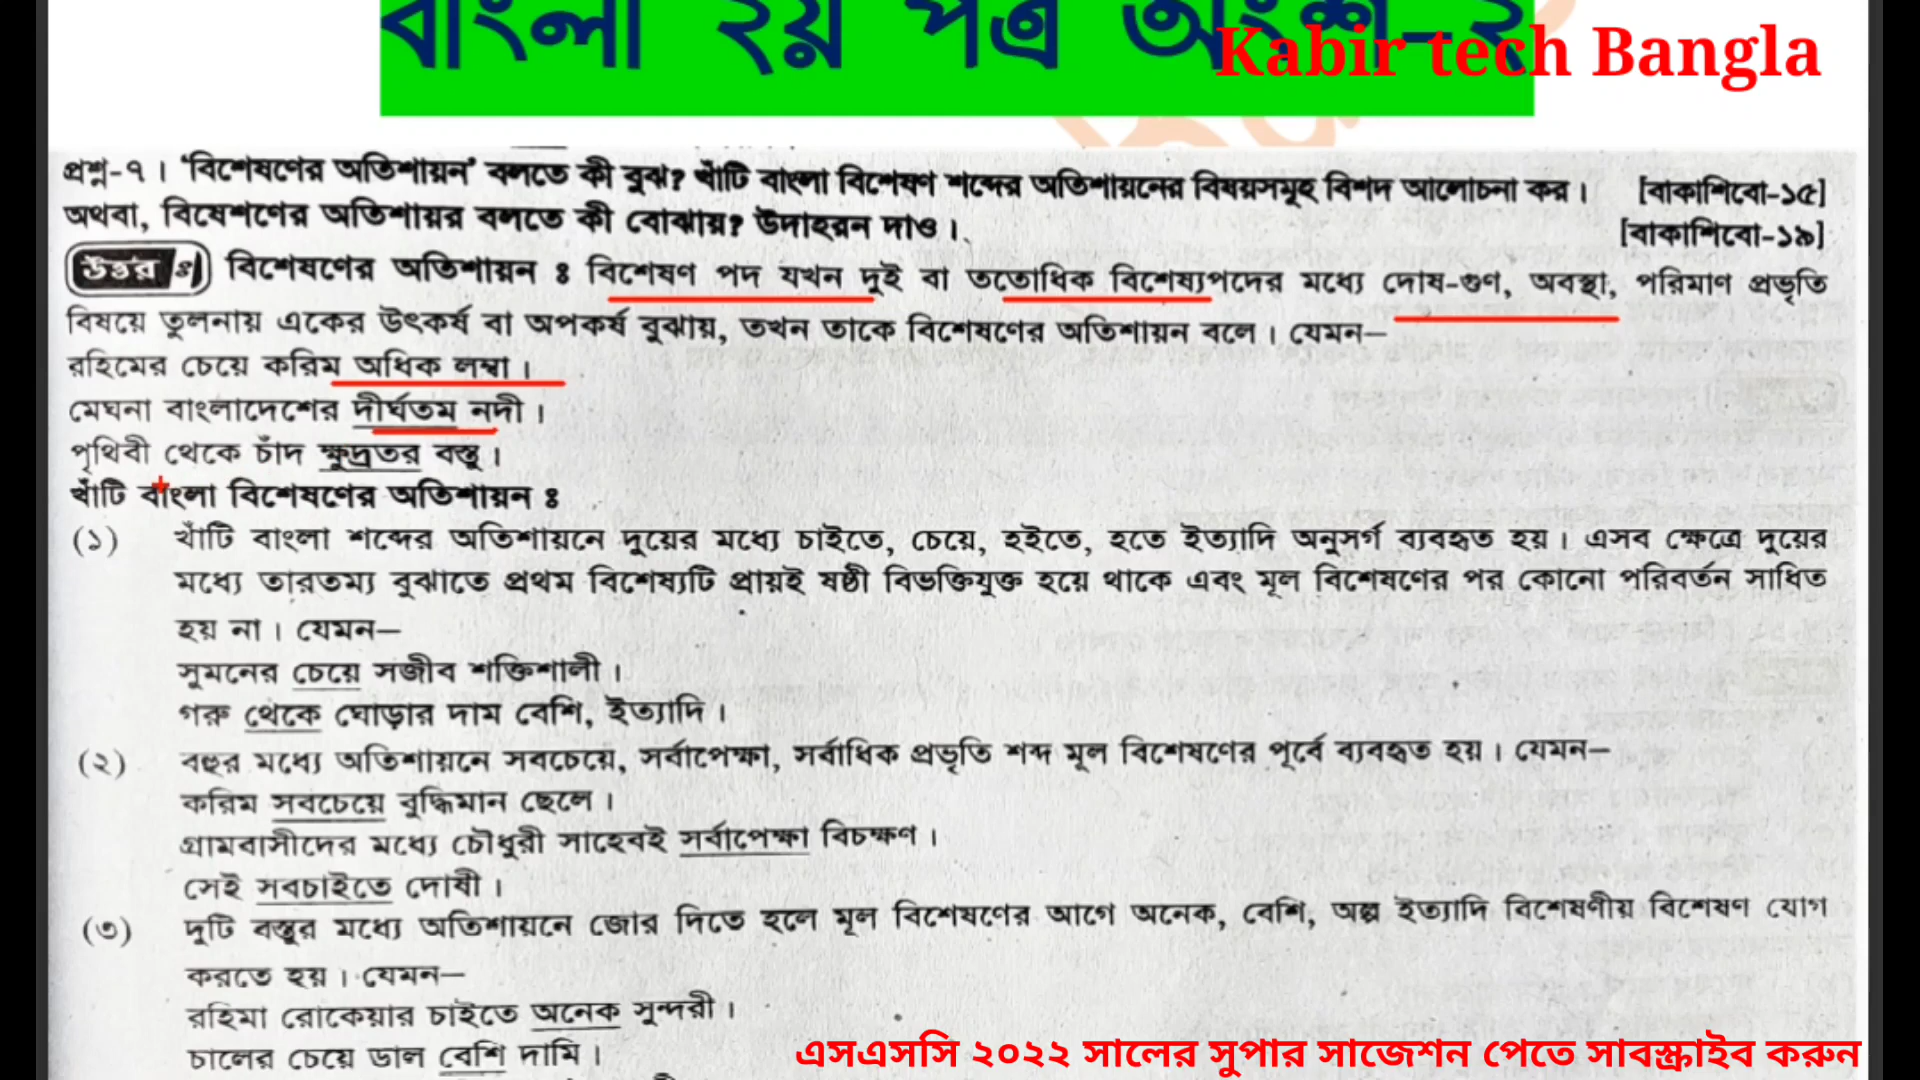 বাংলা ২য় পত্র অংশ-২
Kabir tech Bangla
প্রশ্ন-৭। ‘বিশেষণের অতিশায়ন’ বলতে কী বুঝ? খাঁটি বাংলা বিশেষণ শব্দের অতিশায়নের বিষয়সমূহ বিশদ আলোচনা কর। [বাকাশিবো-১৫]
অথবা, বিষেশণের অতিশায়র বলতে কী বোঝায়? উদাহরন দাও। [বাকাশিবো-১৯]
উত্তর ঃ বিশেষণের অতিশায়ন ঃ বিশেষণ পদ যখন দুই বা ততোধিক বিশেষ্যপদের মধ্যে দোষ-গুণ, অবস্থা, পরিমাণ প্রভৃতি
বিষয়ে তুলনায় একের উৎকর্ষ বা অপকর্ষ বুঝায়, তখন তাকে বিশেষণের অতিশায়ন বলে। যেমন—
রহিমের চেয়ে করিম অধিক লম্বা।
মেঘনা বাংলাদেশের দীর্ঘতম নদী।
পৃথিবী থেকে চাঁদ ক্ষুদ্রতর বস্তু।
খাঁটি বাংলা বিশেষণের অতিশায়ন ঃ
(১) খাঁটি বাংলা শব্দের অতিশায়নে দুয়ের মধ্যে চাইতে, চেয়ে, হইতে, হতে ইত্যাদি অনুসর্গ ব্যবহৃত হয়। এসব ক্ষেত্রে দুয়ের
মধ্যে তারতম্য বুঝাতে প্রথম বিশেষ্যটি প্রায়ই ষষ্ঠী বিভক্তিযুক্ত হয়ে থাকে এবং মূল বিশেষণের পর কোনো পরিবর্তন সাধিত
হয় না। যেমন—
সুমনের চেয়ে সজীব শক্তিশালী।
গরু থেকে ঘোড়ার দাম বেশি, ইত্যাদি।
(২) বহুর মধ্যে অতিশায়নে সবচেয়ে, সর্বাপেক্ষা, সর্বাধিক প্রভৃতি শব্দ মূল বিশেষণের পূর্বে ব্যবহৃত হয়। যেমন—
করিম সবচেয়ে বুদ্ধিমান ছেলে।
গ্রামবাসীদের মধ্যে চৌধুরী সাহেবই সর্বাপেক্ষা বিচক্ষণ।
সেই সবচাইতে দোষী।
(৩) দুটি বস্তুর মধ্যে অতিশায়নে জোর দিতে হলে মূল বিশেষণের আগে অনেক, বেশি, অল্প ইত্যাদি বিশেষণীয় বিশেষণ যোগ
করতে হয়। যেমন—
রহিমা রোকেয়ার চাইতে অনেক সুন্দরী।
চালের চেয়ে ডাল বেশি দামি।
এসএসসি ২০২২ সালের সুপার সাজেশন পেতে সাবস্ক্রাইব করুন